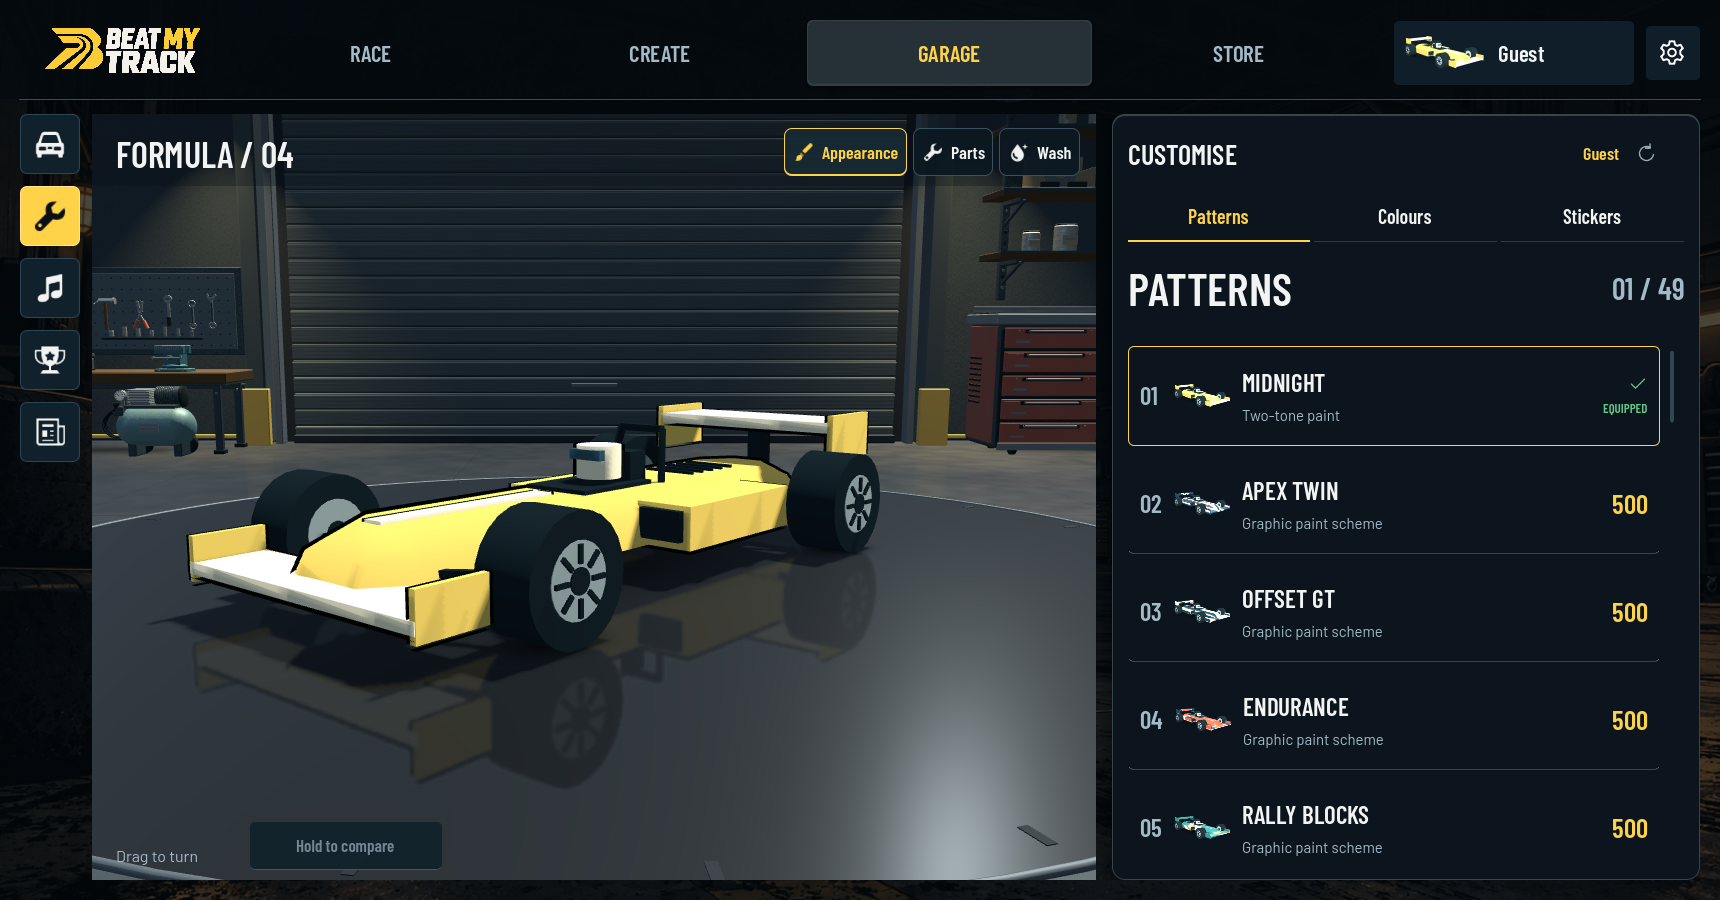 BEAT MY
TRACK
RACE
CREATE
GARAGE
STORE
Guest
FORMULA / 04
Appearance
Parts
Wash
Drag to turn
Hold to compare
CUSTOMISE
Guest
Patterns
Colours
Stickers
PATTERNS
01 / 49
01
MIDNIGHT
Two-tone paint
EQUIPPED
02
APEX TWIN
Graphic paint scheme
500
03
OFFSET GT
Graphic paint scheme
500
04
ENDURANCE
Graphic paint scheme
500
05
RALLY BLOCKS
Graphic paint scheme
500